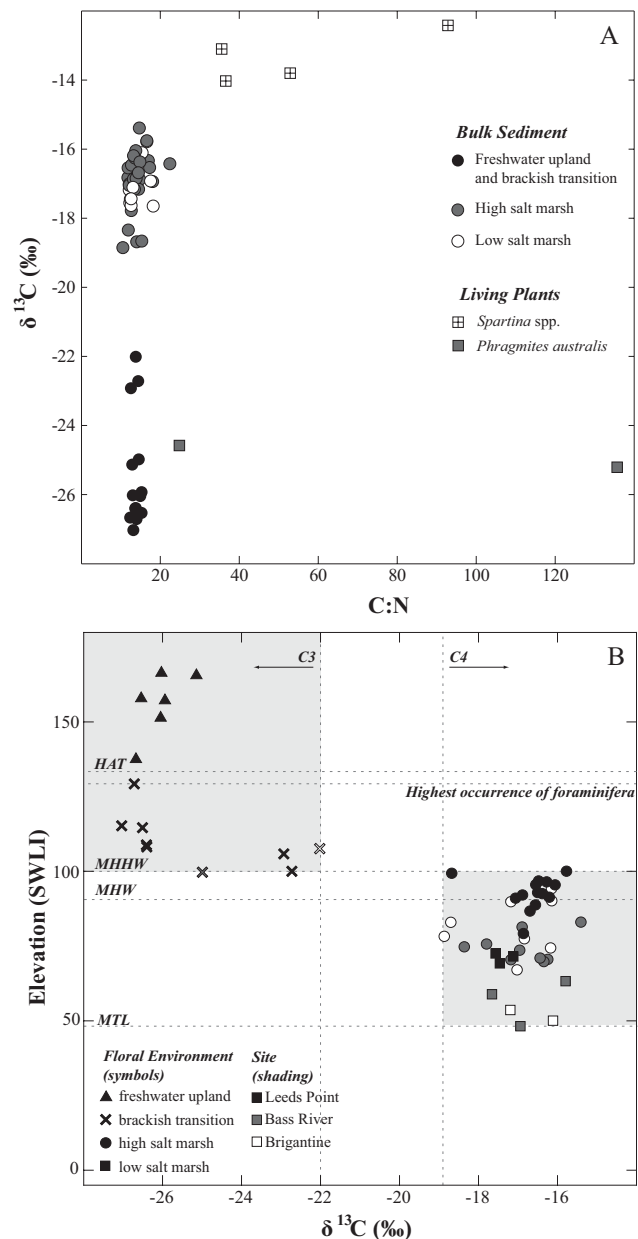 A
-14
-16
-18
-20
-22
-24
-26
δ 13C (‰)
Bulk Sediment
Freshwater upland
and brackish transition
High salt marsh
Low salt marsh
Living Plants
Spartina spp.
Phragmites australis
20 40 60 80 100 120
C:N
B
C3 C4
150
100
50
0
Elevation (SWLI)
HAT
Highest occurrence of foraminifera
MHHW
MHW
MTL
Floral Environment
(symbols)
freshwater upland
brackish transition
high salt marsh
low salt marsh
Site
(shading)
Leeds Point
Bass River
Brigantine
-26 -24 -22 -20 -18 -16
δ 13C (‰)